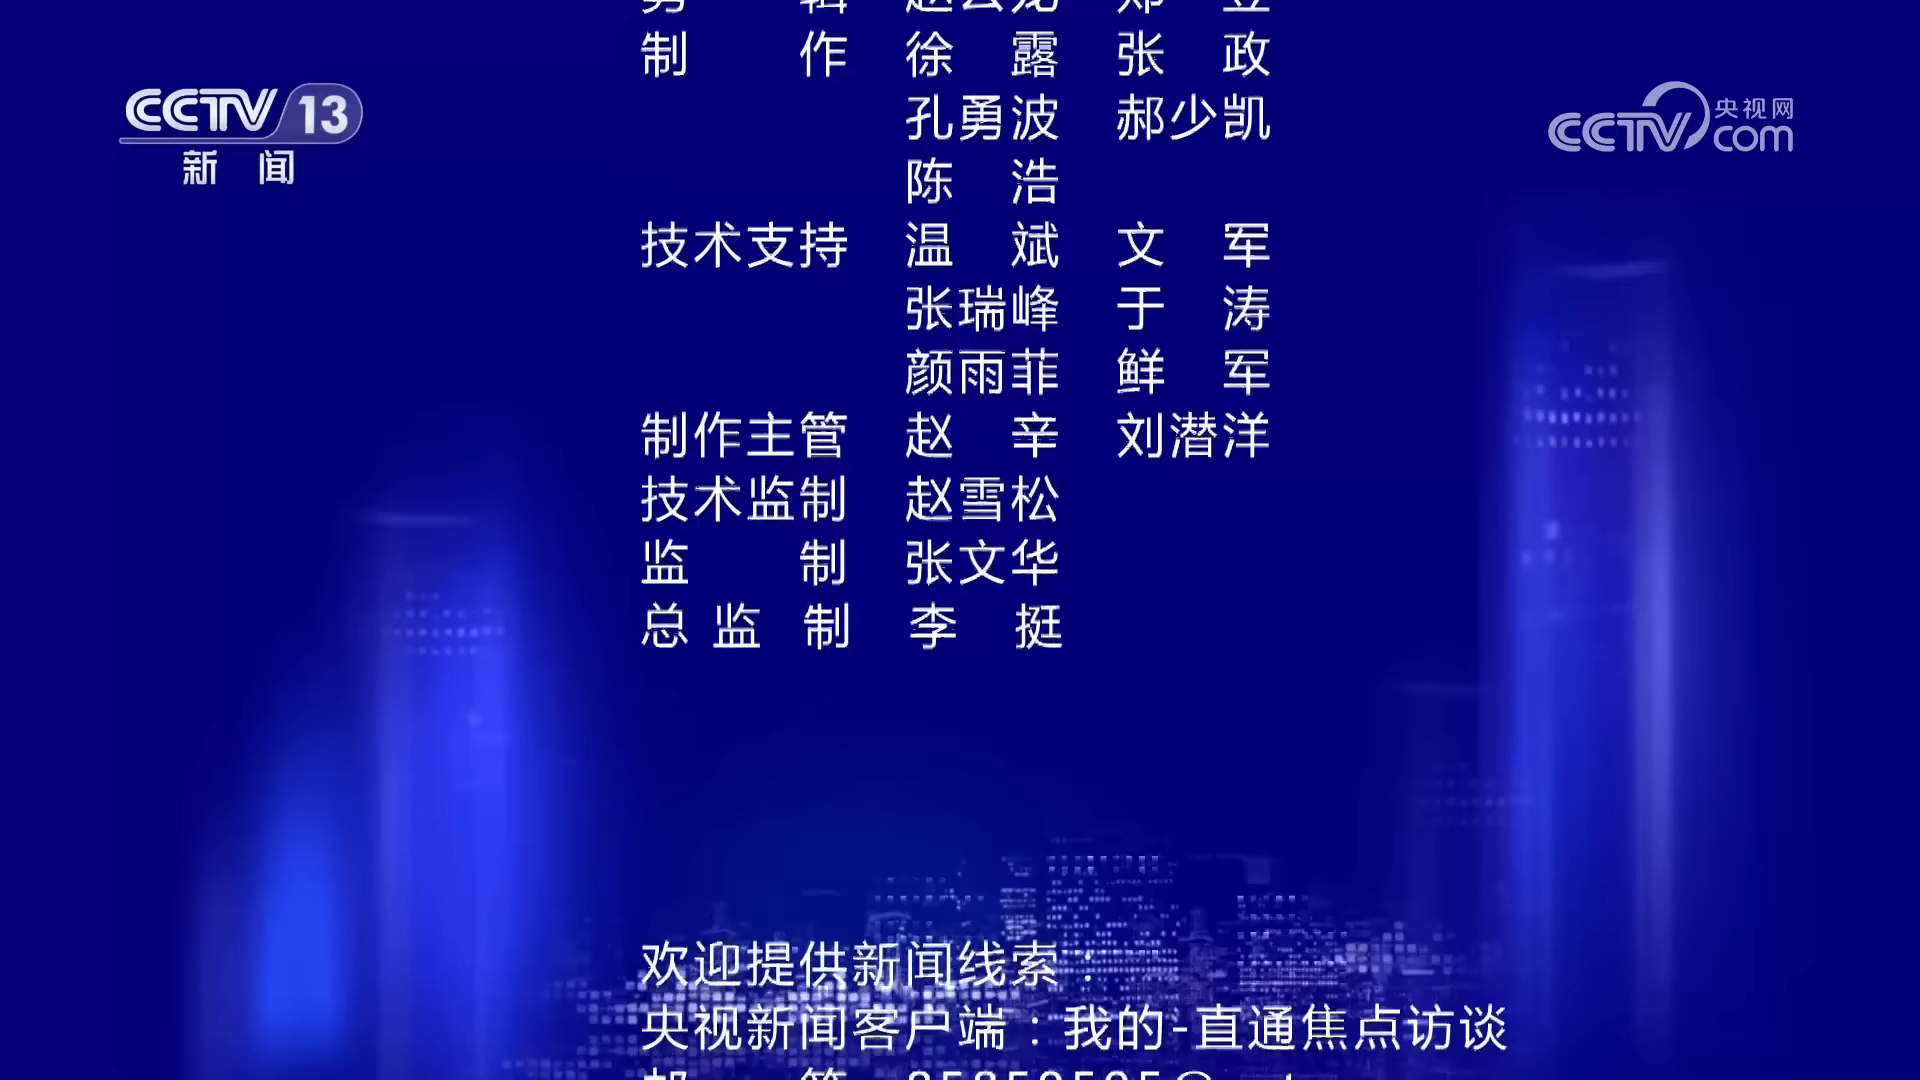 制作 徐露 张政
CCTV 13
新闻
央视网
CCTV com
孔勇波 郝少凯
陈浩
技术支持 温斌 文军
张瑞峰 于涛
颜雨菲 鲜军
制作主管 赵辛 刘潜洋
技术监制 赵雪松
监制 张文华
总监制 李挺
欢迎提供新闻线索：
央视新闻客户端：我的-直通焦点访谈